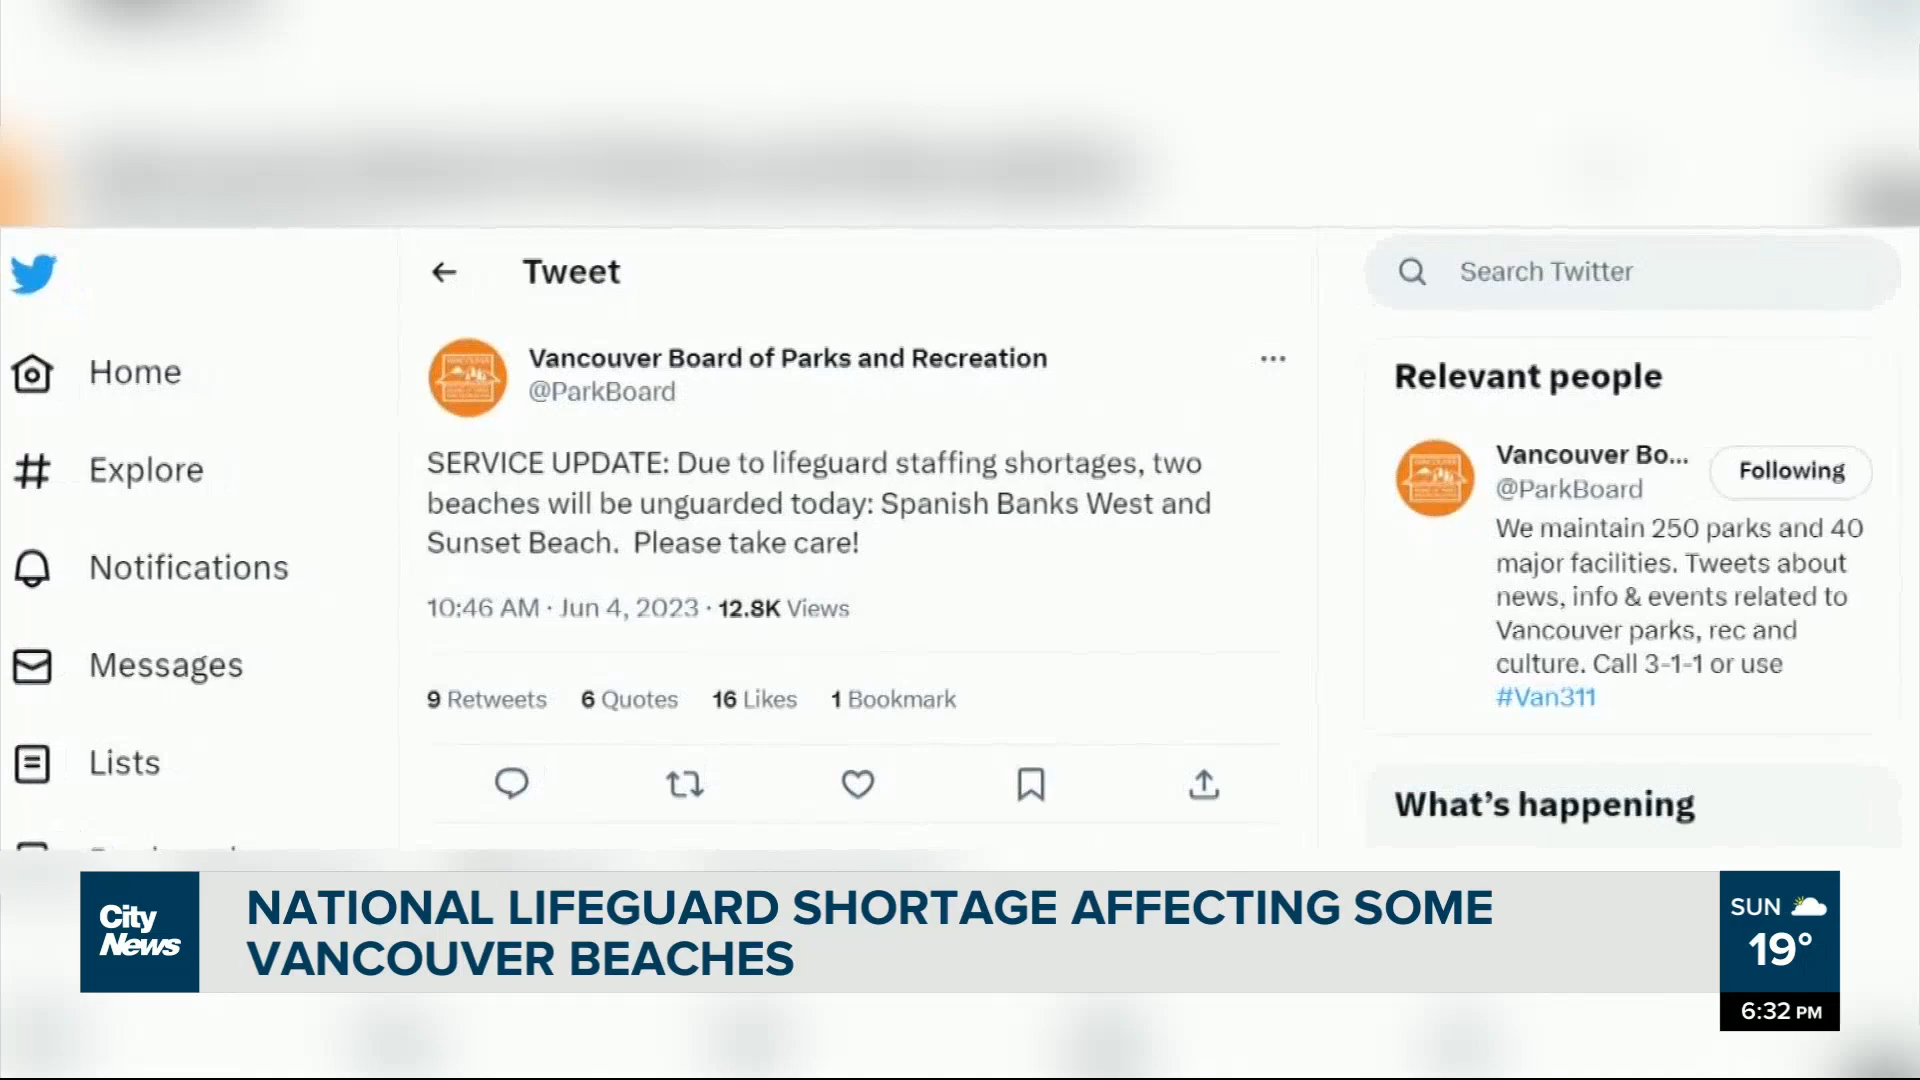 Tweet
Search Twitter
Home
Explore
Notifications
Messages
Lists
Vancouver Board of Parks and Recreation
@ParkBoard
SERVICE UPDATE: Due to lifeguard staffing shortages, two
beaches will be unguarded today: Spanish Banks West and
Sunset Beach. Please take care!
10:46 AM · Jun 4, 2023 · 12.8K Views
9 Retweets 6 Quotes 16 Likes 1 Bookmark
Relevant people
Vancouver Bo...
@ParkBoard
Following
We maintain 250 parks and 40
major facilities. Tweets about
news, info & events related to
Vancouver parks, rec and
culture. Call 3-1-1 or use
#Van311
What's happening
City
News
NATIONAL LIFEGUARD SHORTAGE AFFECTING SOME
VANCOUVER BEACHES
SUN
19°
6:32 PM